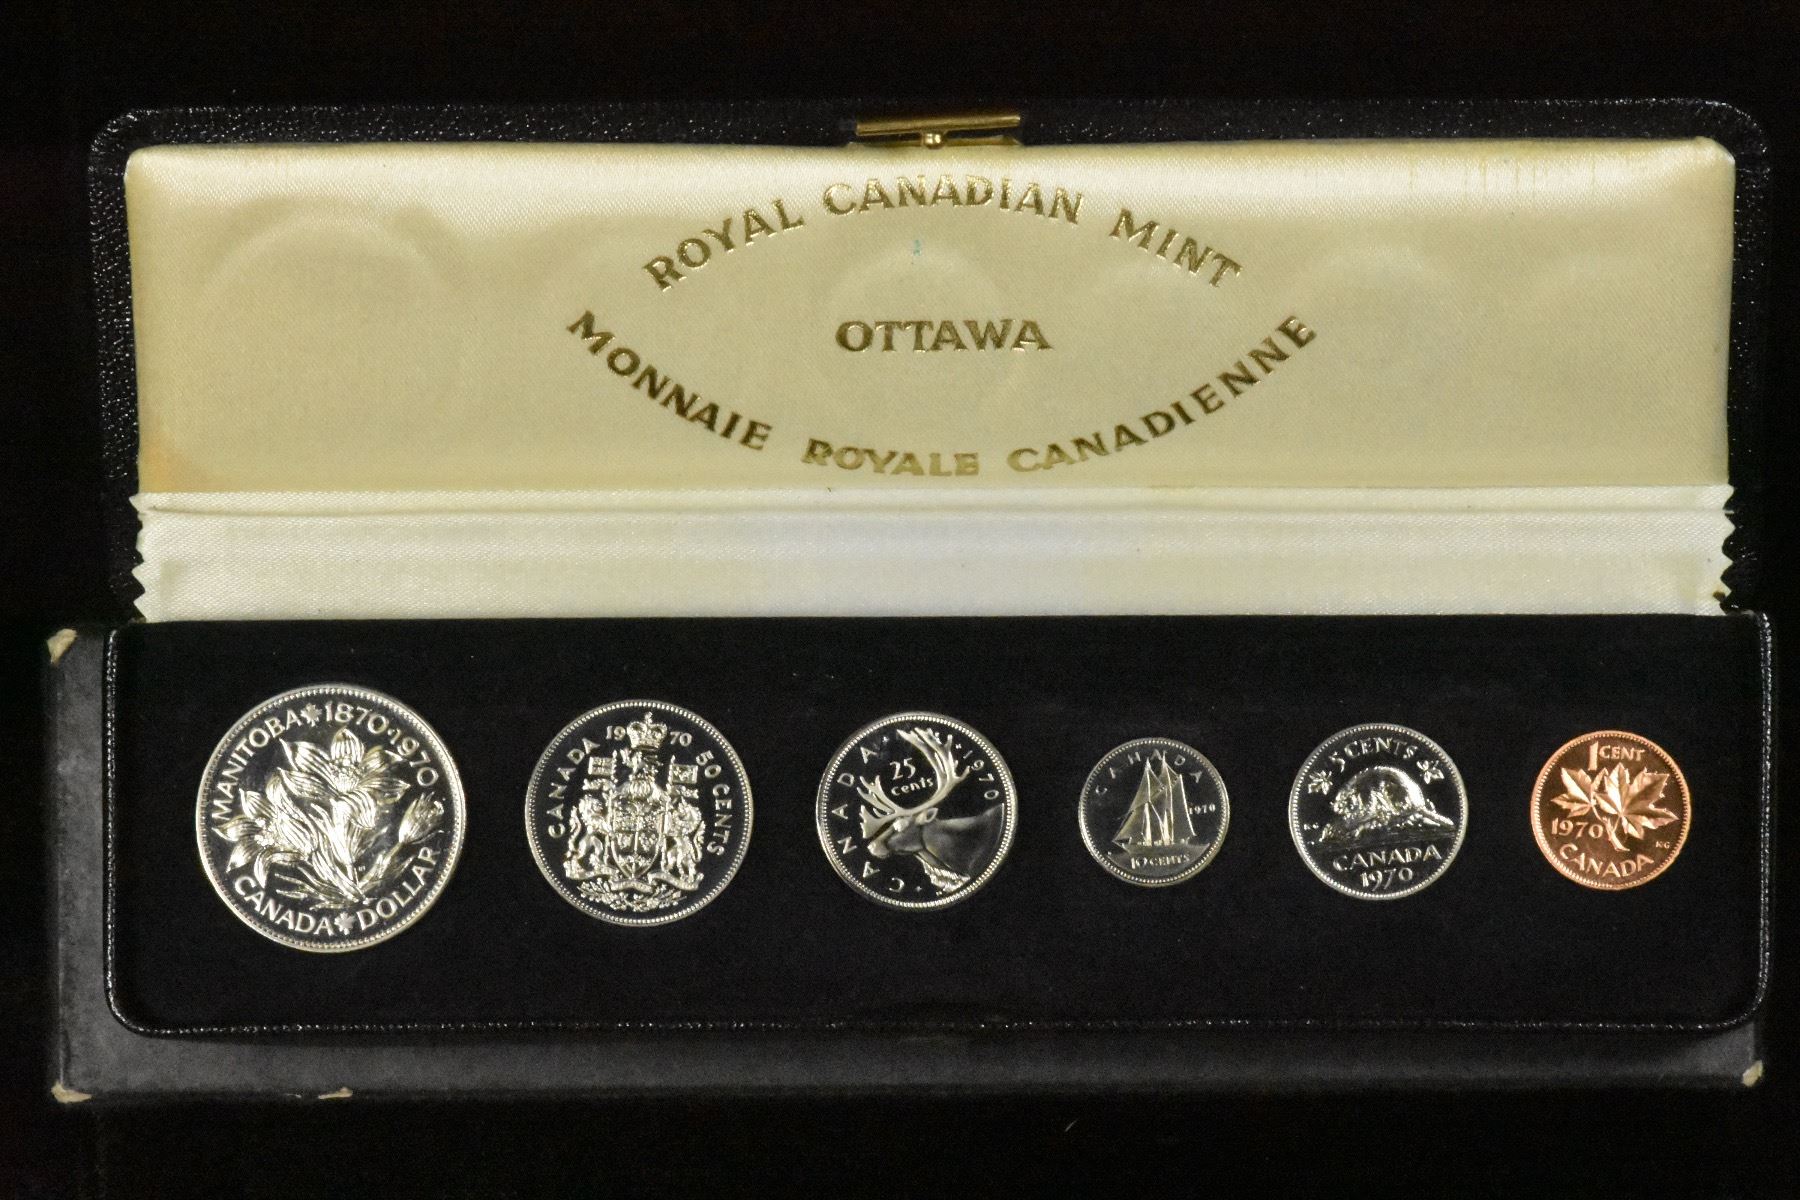 ROYAL CANADIAN MINT
OTTAWA
MONNAIE ROYALE CANADIENNE
MANITOBA 1870-1970
CANADA DOLLAR
CANADA 1970 50 CENTS
CANADA 1970
25
cents
CANADA
1970
10 CENTS
5 CENTS
CANADA
1970
1 CENT
1970
KG
CANADA